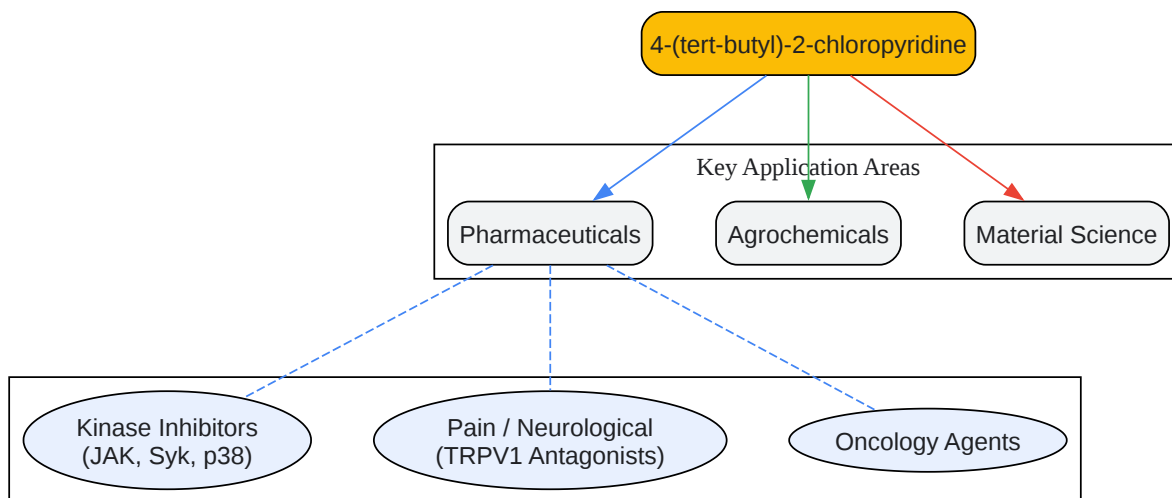 4-(tert-butyl)-2-chloropyridine
Key Application Areas
Pharmaceuticals
Agrochemicals
Material Science
Kinase Inhibitors
(JAK, Syk, p38)
Pain / Neurological
(TRPV1 Antagonists)
Oncology Agents